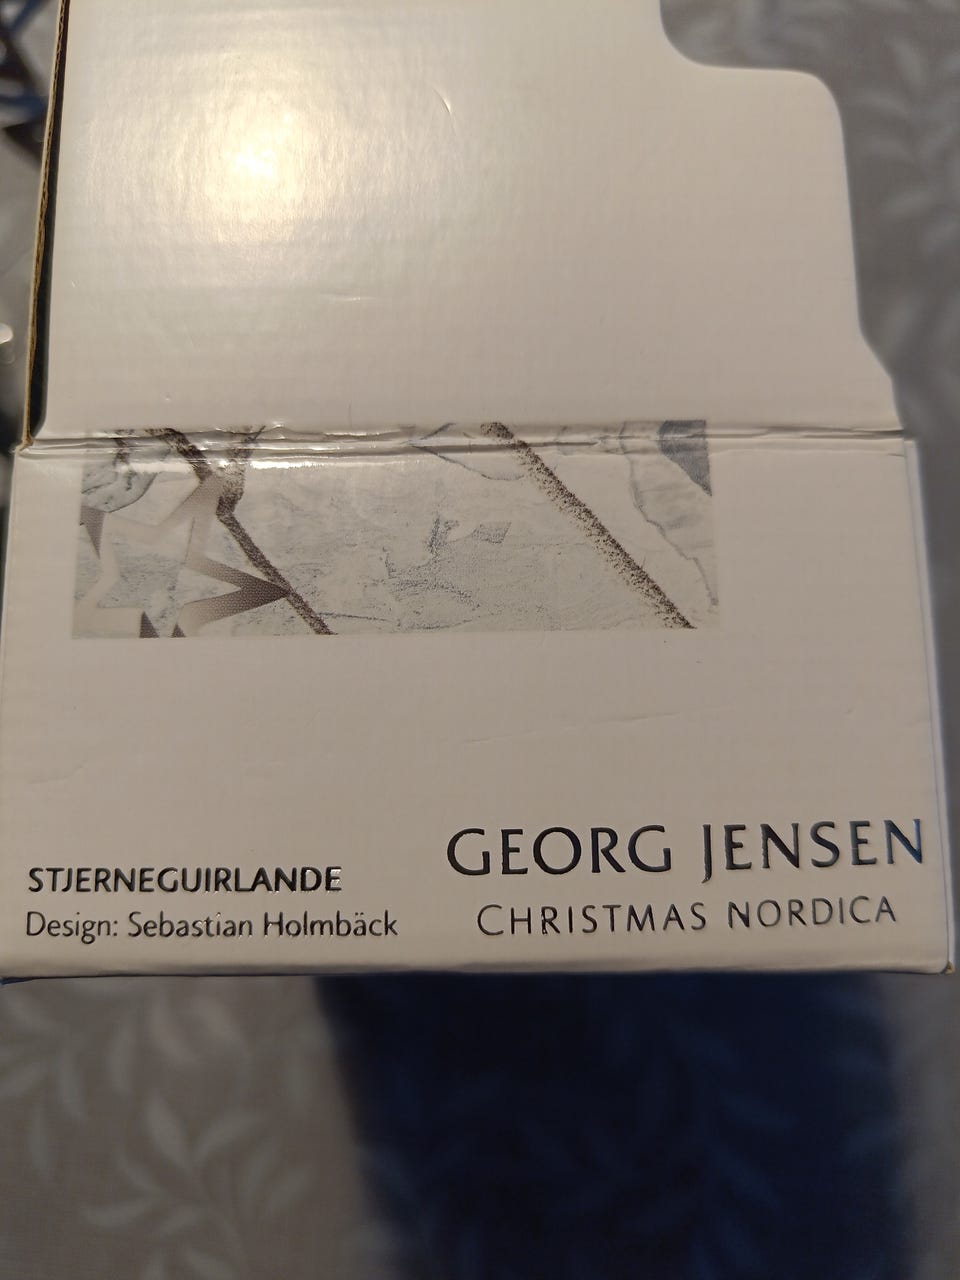 STJERNEGUIRLANDE
Design: Sebastian Holmbäck
GEORG JENSEN
CHRISTMAS NORDICA